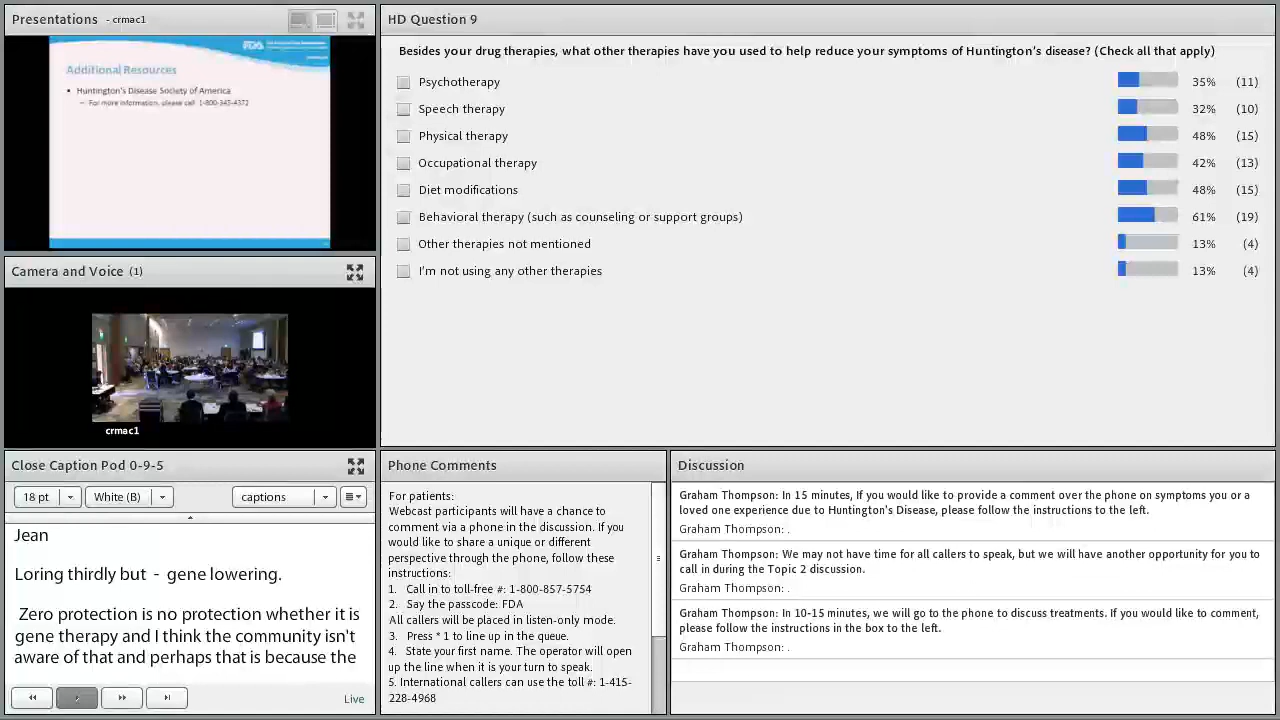 Presentations - crmac1
FDA
Additional Resources
• Huntington's Disease Society of America
– For more information, please call 1-800-345-4372
Camera and Voice (1)
crmac1
Close Caption Pod 0-9-5
18 pt
White (B)
captions
Jean
Loring thirdly but - gene lowering.
Zero protection is no protection whether it is
gene therapy and I think the community isn't
aware of that and perhaps that is because the
Live
HD Question 9
Besides your drug therapies, what other therapies have you used to help reduce your symptoms of Huntington's disease? (Check all that apply)
Psychotherapy 35% (11)
Speech therapy 32% (10)
Physical therapy 48% (15)
Occupational therapy 42% (13)
Diet modifications 48% (15)
Behavioral therapy (such as counseling or support groups) 61% (19)
Other therapies not mentioned 13% (4)
I'm not using any other therapies 13% (4)
Phone Comments
For patients:
Webcast participants will have a chance to
comment via a phone in the discussion. If you
would like to share a unique or different
perspective through the phone, follow these
instructions:
1. Call in to toll-free #: 1-800-857-5754
2. Say the passcode: FDA
All callers will be placed in listen-only mode.
3. Press * 1 to line up in the queue.
4. State your first name. The operator will open
up the line when it is your turn to speak.
5. International callers can use the toll #: 1-415-
228-4968
Discussion
Graham Thompson: In 15 minutes, If you would like to provide a comment over the phone on symptoms you or a
loved one experience due to Huntington's Disease, please follow the instructions to the left.
Graham Thompson: .
Graham Thompson: We may not have time for all callers to speak, but we will have another opportunity for you to
call in during the Topic 2 discussion.
Graham Thompson: .
Graham Thompson: In 10-15 minutes, we will go to the phone to discuss treatments. If you would like to comment,
please follow the instructions in the box to the left.
Graham Thompson: .